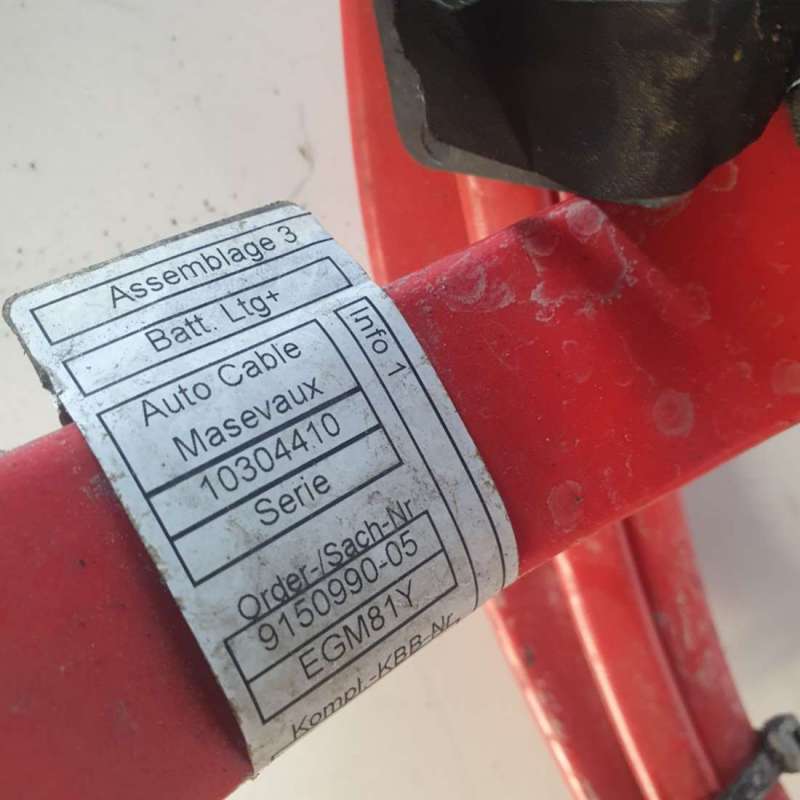 Assemblage 3
Batt. Ltg+
Info 1
Auto Cable
Masevaux
10304410
Serie
Order-/Sach-Nr
9150990-05
EGM81Y
Kompl.-KBB-Nr.